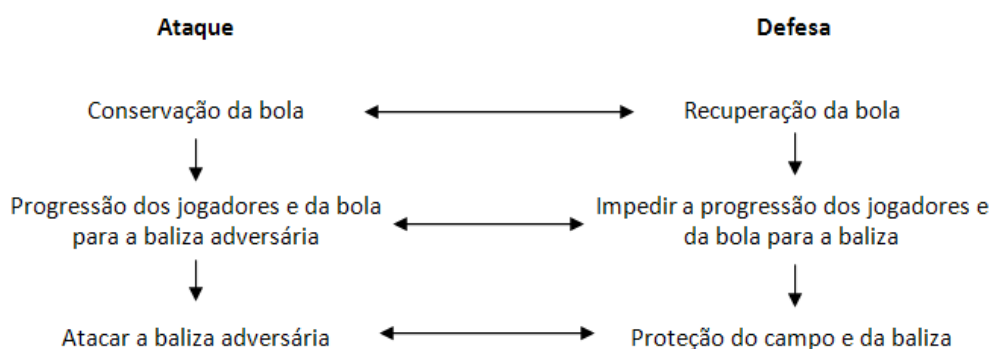 Ataque
Defesa
Conservação da bola
Recuperação da bola
Progressão dos jogadores e da bola
para a baliza adversária
Impedir a progressão dos jogadores e
da bola para a baliza
Atacar a baliza adversária
Proteção do campo e da baliza